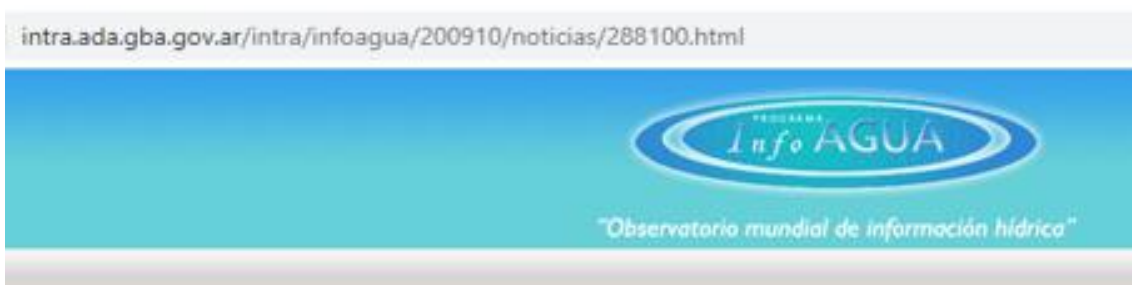 intra.ada.gba.gov.ar/intra/infoagua/200910/noticias/288100.html
PROGRAMA
Info AGUA
"Observatorio mundial de información hídrica"